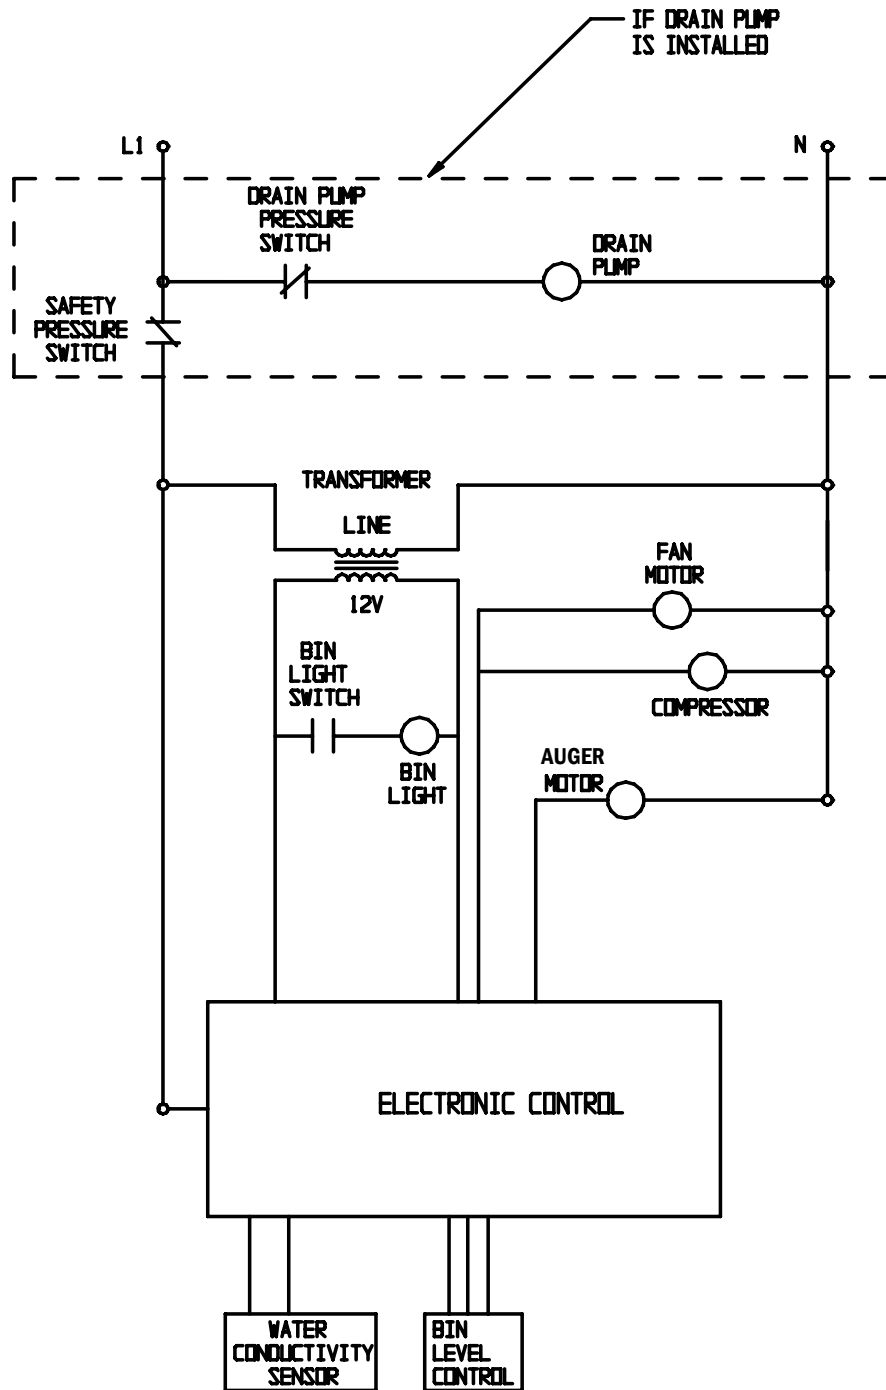 IF DRAIN PUMP
IS INSTALLED
L1
N
DRAIN PUMP
PRESSURE
SWITCH
DRAIN
PUMP
SAFETY
PRESSURE
SWITCH
TRANSFORMER
LINE
12V
FAN
MOTOR
BIN
LIGHT
SWITCH
COMPRESSOR
BIN
LIGHT
AUGER
MOTOR
ELECTRONIC CONTROL
WATER
CONDUCTIVITY
SENSOR
BIN
LEVEL
CONTROL